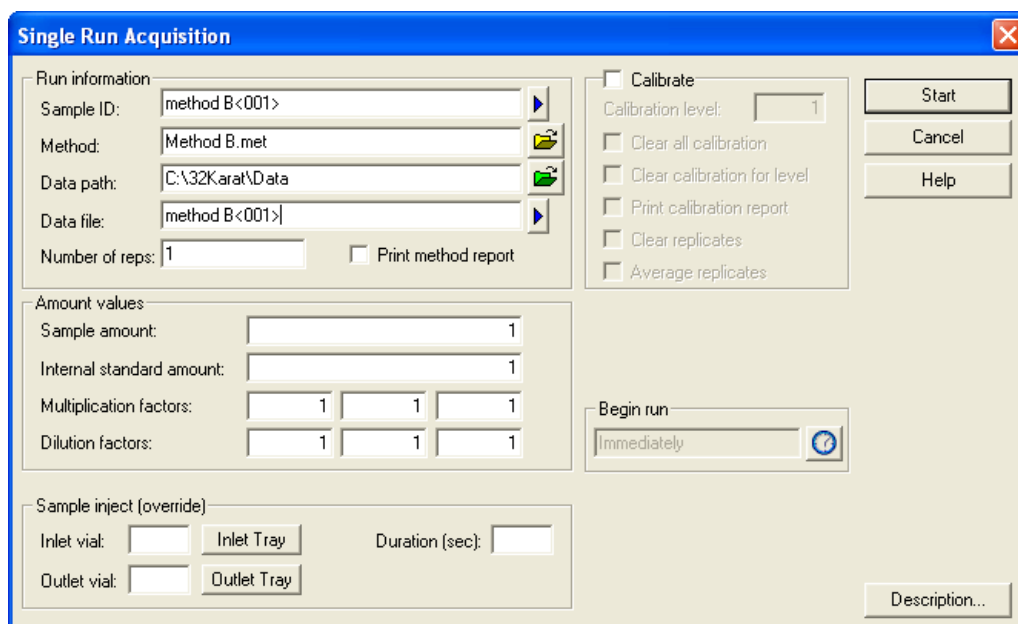 Single Run Acquisition
Run information
Sample ID: method B<001>
Method: Method B.met
Data path: C:\32Karat\Data
Data file: method B<001>
Number of reps: 1 Print method report
Calibrate
Calibration level: 1
Clear all calibration
Clear calibration for level
Print calibration report
Clear replicates
Average replicates
Start
Cancel
Help
Amount values
Sample amount: 1
Internal standard amount: 1
Multiplication factors: 1 1 1
Dilution factors: 1 1 1
Begin run
Immediately
Sample inject (override)
Inlet vial: Inlet Tray Duration (sec):
Outlet vial: Outlet Tray
Description...